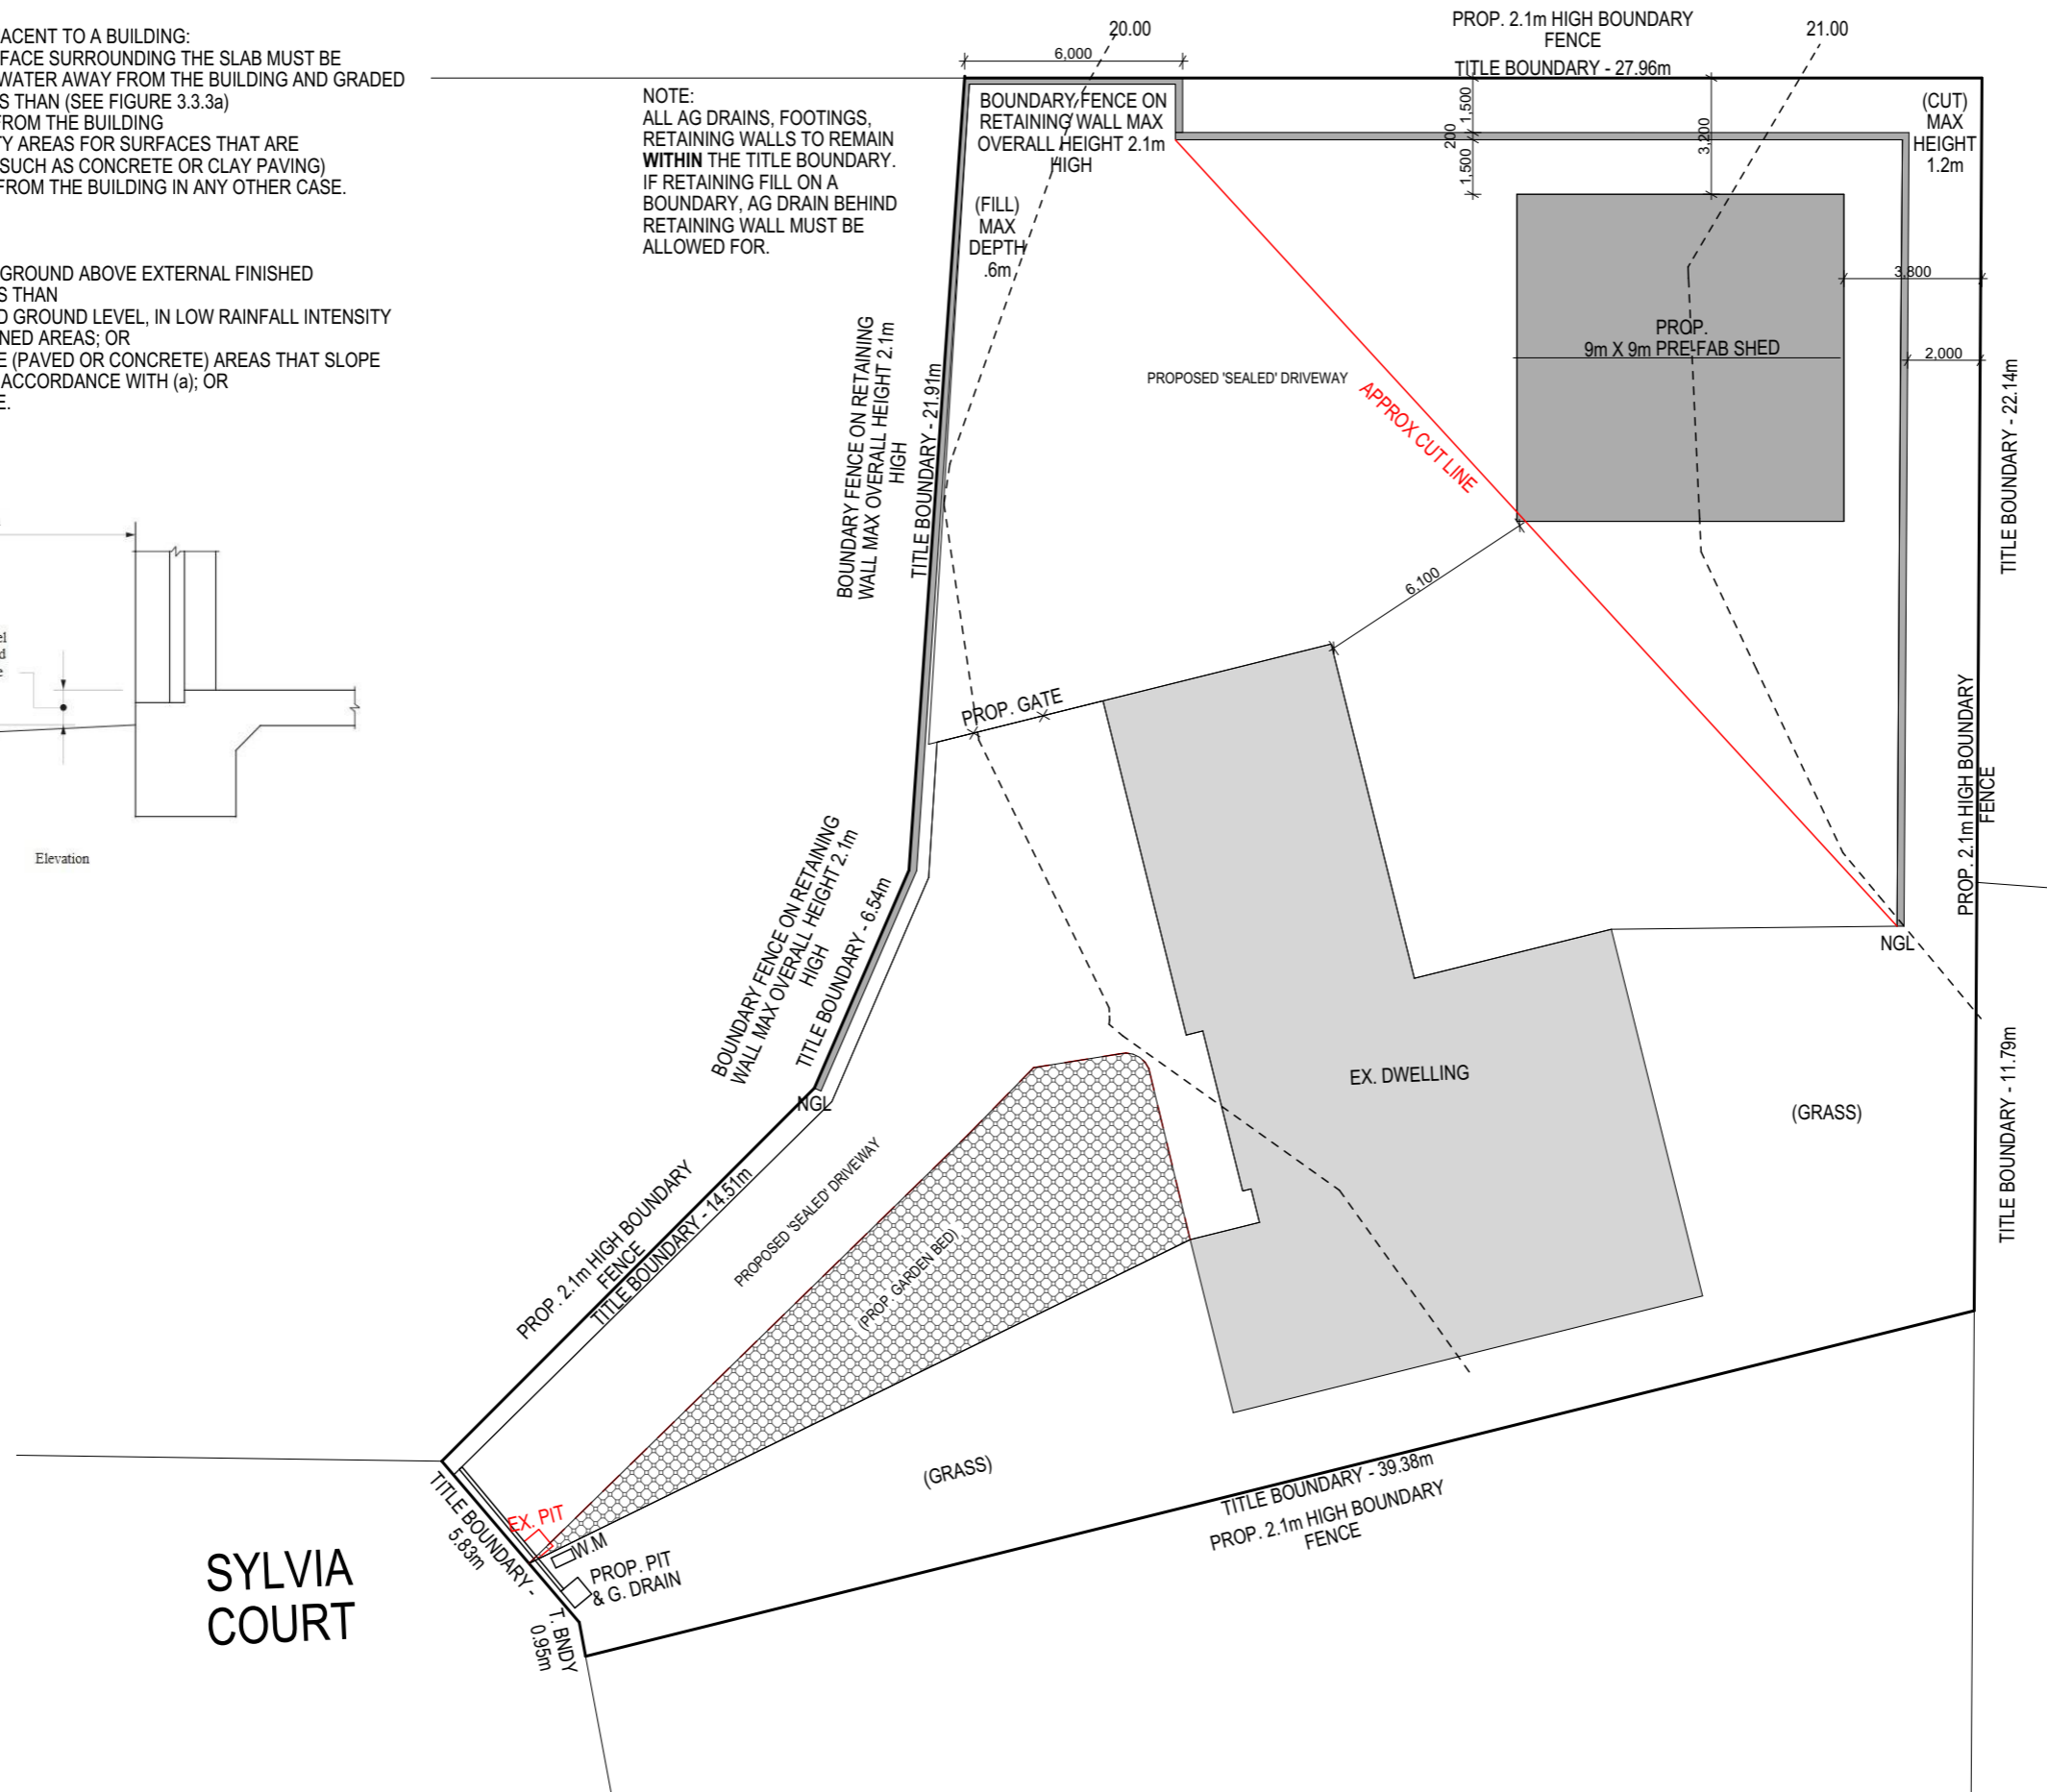 ACENT TO A BUILDING:
FACE SURROUNDING THE SLAB MUST BE
WATER AWAY FROM THE BUILDING AND GRADED
S THAN (SEE FIGURE 3.3.3a)
FROM THE BUILDING
TY AREAS FOR SURFACES THAT ARE
(SUCH AS CONCRETE OR CLAY PAVING)
FROM THE BUILDING IN ANY OTHER CASE.
GROUND ABOVE EXTERNAL FINISHED
S THAN
D GROUND LEVEL, IN LOW RAINFALL INTENSITY
NED AREAS; OR
E (PAVED OR CONCRETE) AREAS THAT SLOPE
ACCORDANCE WITH (a); OR
E.
el
d
e
Elevation
NOTE:
ALL AG DRAINS, FOOTINGS,
RETAINING WALLS TO REMAIN
WITHIN THE TITLE BOUNDARY.
IF RETAINING FILL ON A
BOUNDARY, AG DRAIN BEHIND
RETAINING WALL MUST BE
ALLOWED FOR.
20.00
6,000
PROP. 2.1m HIGH BOUNDARY
FENCE
TITLE BOUNDARY - 27.96m
21.00
BOUNDARY FENCE ON
RETAINING WALL MAX
OVERALL HEIGHT 2.1m
HIGH
(FILL)
MAX
DEPTH
.6m
1,500
200
1,500
3,200
(CUT)
MAX
HEIGHT
1.2m
3,800
2,000
PROP.
9m X 9m PRE-FAB SHED
PROPOSED 'SEALED' DRIVEWAY
APPROX CUT LINE
BOUNDARY FENCE ON RETAINING
WALL MAX OVERALL HEIGHT 2.1m
HIGH
TITLE BOUNDARY - 21.91m
TITLE BOUNDARY - 22.14m
6,100
PROP. GATE
PROP. 2.1m HIGH BOUNDARY
FENCE
BOUNDARY FENCE ON RETAINING
WALL MAX OVERALL HEIGHT 2.1m
HIGH
TITLE BOUNDARY - 6.54m
NGL
NGL
EX. DWELLING
(GRASS)
TITLE BOUNDARY - 11.79m
PROP. 2.1m HIGH BOUNDARY
FENCE
TITLE BOUNDARY - 14.51m
PROPOSED 'SEALED' DRIVEWAY
(PROP. GARDEN BED)
(GRASS)
TITLE BOUNDARY - 39.38m
PROP. 2.1m HIGH BOUNDARY
FENCE
TITLE BOUNDARY -
5.83m
EX. PIT
W.M
PROP. PIT
& G. DRAIN
T. BNDY
0.95m
SYLVIA
COURT